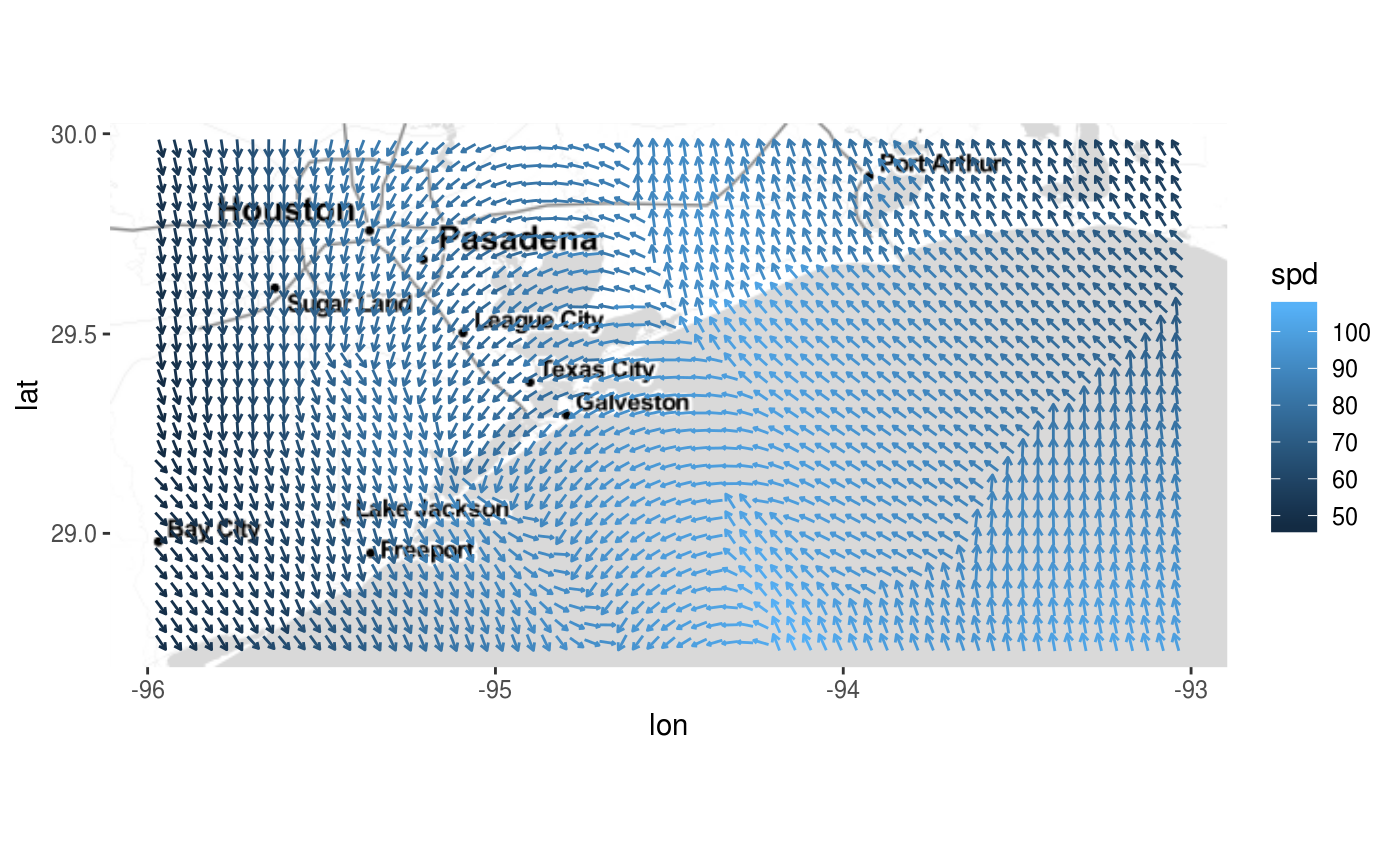 30.0
29.5
29.0
lat
Port Arthur
Houston
Pasadena
Sugar Land
League City
Texas City
Galveston
Lake Jackson
Bay City
Freeport
-96
-95
-94
-93
lon
spd
100
90
80
70
60
50